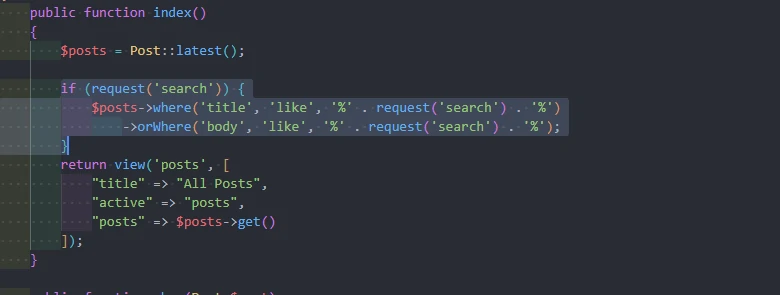 public function index()
{
    $posts = Post::latest();
    if (request('search')) {
        $posts->where('title', 'like', '%' . request('search') . '%')
            ->orWhere('body', 'like', '%' . request('search') . '%');
    }
    return view('posts', [
        "title" => "All Posts",
        "active" => "posts",
        "posts" => $posts->get()
    ]);
}